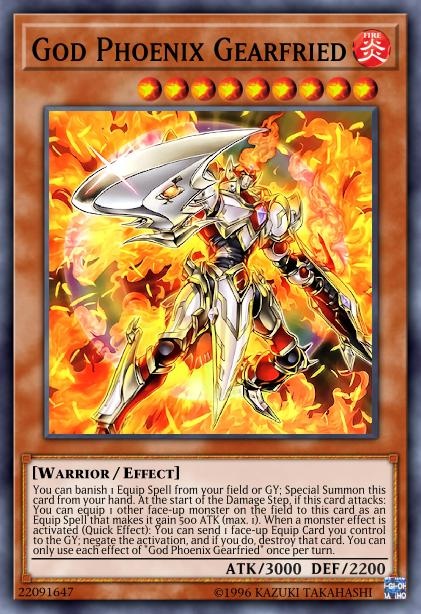 GOD PHOENIX GEARFRIED
FIRE
炎
[WARRIOR / EFFECT]
You can banish 1 Equip Spell from your field or GY; Special Summon this
card from your hand. At the start of the Damage Step, if this card attacks:
You can equip 1 other face-up monster on the field to this card as an
Equip Spell that makes it gain 500 ATK (max. 1). When a monster effect is
activated (Quick Effect): You can send 1 face-up Equip Card you control
to the GY; negate the activation, and if you do, destroy that card. You can
only use each effect of "God Phoenix Gearfried" once per turn.
ATK/3000 DEF/2200
22091647
©1996 KAZUKI TAKAHASHI